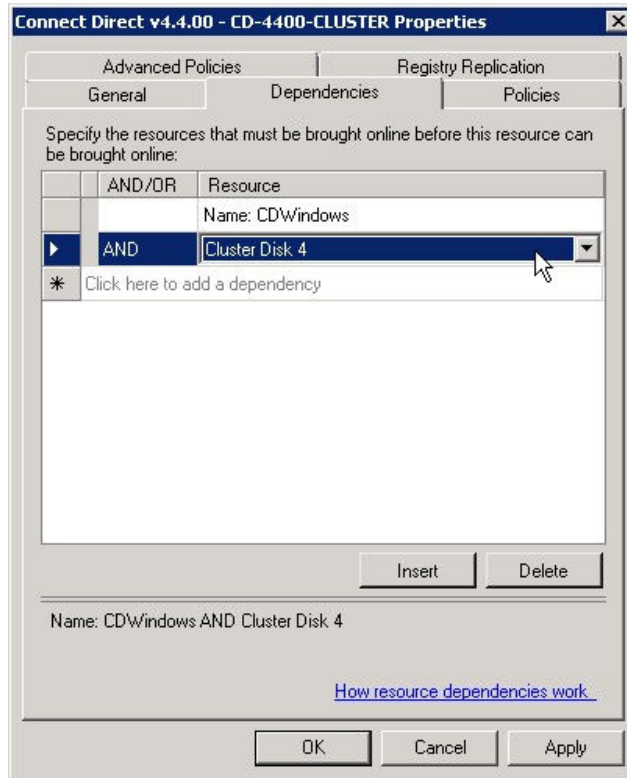 Connect Direct v4.4.00 - CD-4400-CLUSTER Properties
Advanced Policies Registry Replication
General Dependencies Policies
Specify the resources that must be brought online before this resource can
be brought online:
AND/OR Resource
Name: CDWindows
AND Cluster Disk 4
Click here to add a dependency
Insert Delete
Name: CDWindows AND Cluster Disk 4
How resource dependencies work
OK Cancel Apply